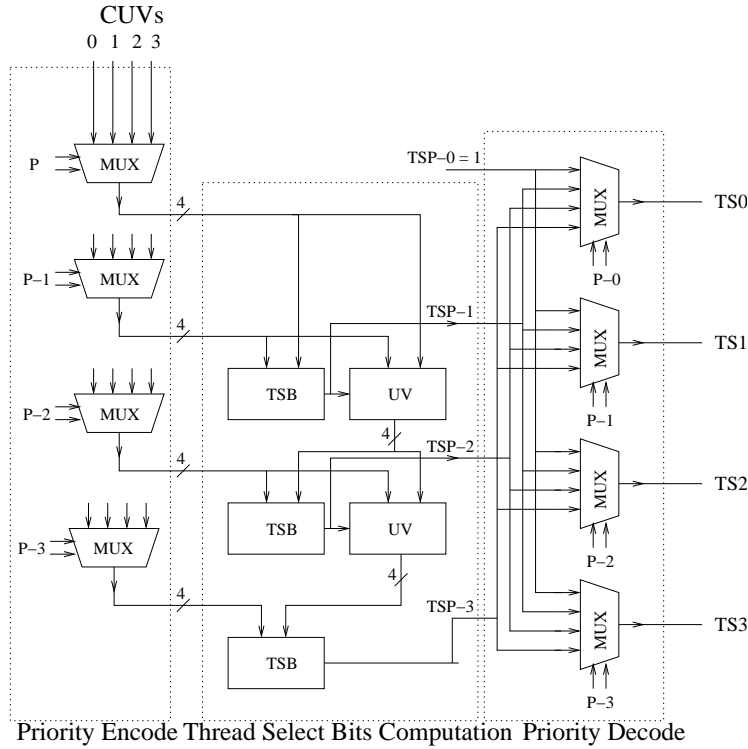 CUVs
0 1 2 3
P
MUX
4
TSP-0 = 1
MUX
TS0
P-0
P-1
MUX
4
TSP-1
MUX
TS1
P-1
TSB
UV
P-2
MUX
4
4
TSP-2
MUX
TS2
P-2
TSB
UV
P-3
MUX
4
4
TSP-3
MUX
TS3
P-3
TSB
Priority Encode Thread Select Bits Computation Priority Decode